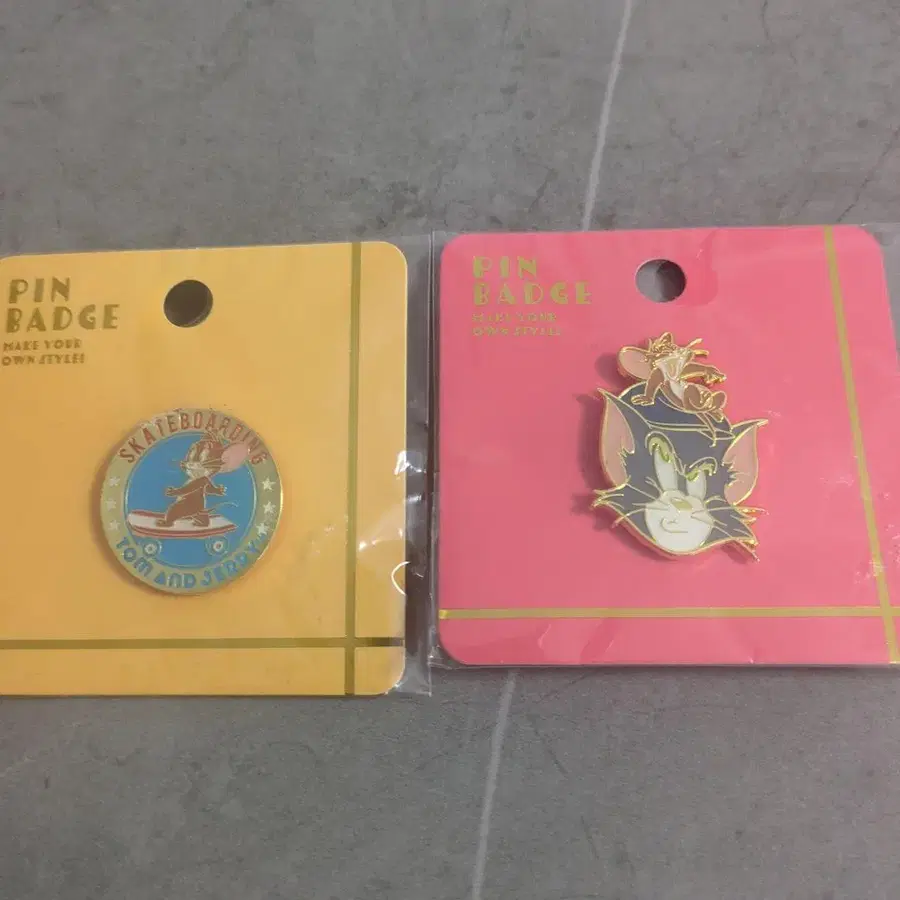 PIN
BADGE
MAKE YOUR
OWN STYLE!
SKATEBOARDING
TOM AND JERRY
PIN
BADGE
MAKE YOUR
OWN STYLE!